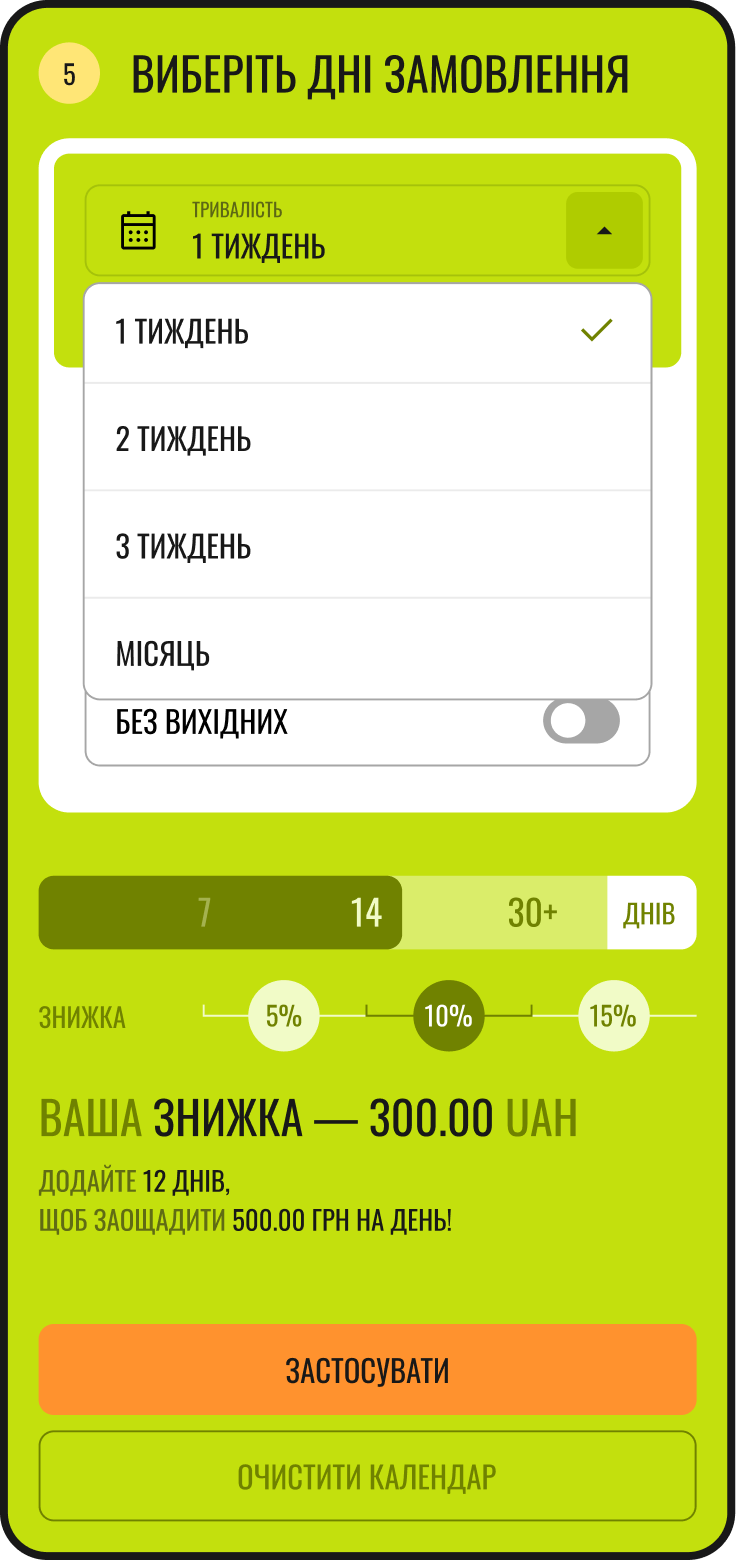 5
ВИБЕРІТЬ ДНІ ЗАМОВЛЕННЯ
ТРИВАЛІСТЬ
1 ТИЖДЕНЬ
1 ТИЖДЕНЬ
2 ТИЖДЕНЬ
3 ТИЖДЕНЬ
МІСЯЦЬ
БЕЗ ВИХІДНИХ
7 14 30+ ДНІВ
ЗНИЖКА 5% 10% 15%
ВАША ЗНИЖКА — 300.00 UAH
ДОДАЙТЕ 12 ДНІВ,
ЩОБ ЗАОЩАДИТИ 500.00 ГРН НА ДЕНЬ!
ЗАСТОСУВАТИ
ОЧИСТИТИ КАЛЕНДАР